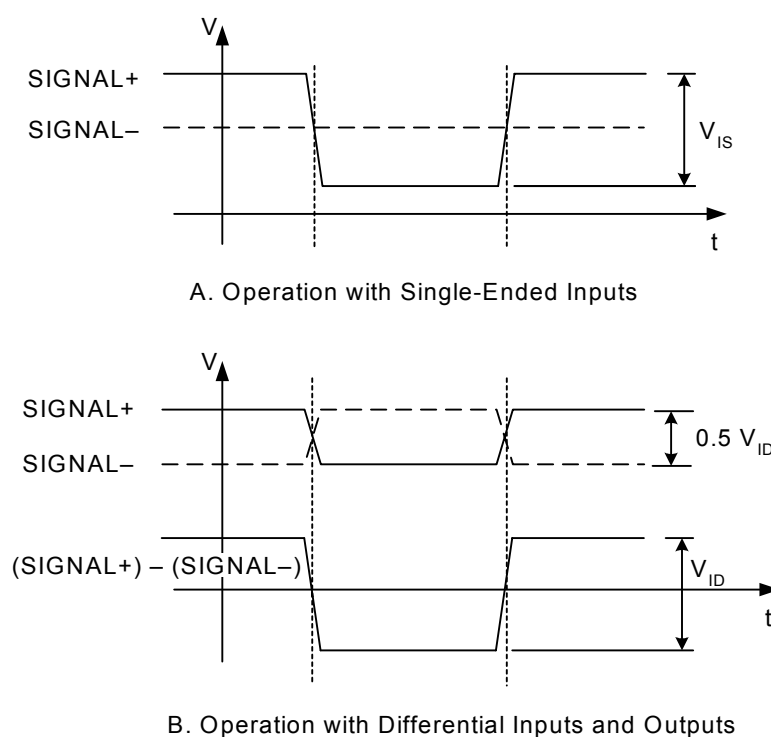 V
SIGNAL+
SIGNAL–
V_IS
t
A. Operation with Single-Ended Inputs
V
SIGNAL+
SIGNAL–
0.5 V_ID
(SIGNAL+) – (SIGNAL–)
V_ID
t
B. Operation with Differential Inputs and Outputs